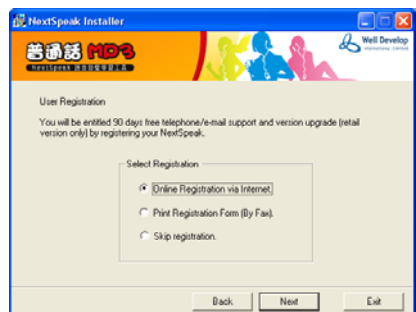 NextSpeak Installer
普通話 MD3
Well Develop
User Registration
You will be entitled 90 days free telephone/e-mail support and version upgrade (retail
version only) by registering your NextSpeak.
Select Registration
Online Registration via Internet.
Print Registration Form (By Fax).
Skip registration.
Back Next Exit